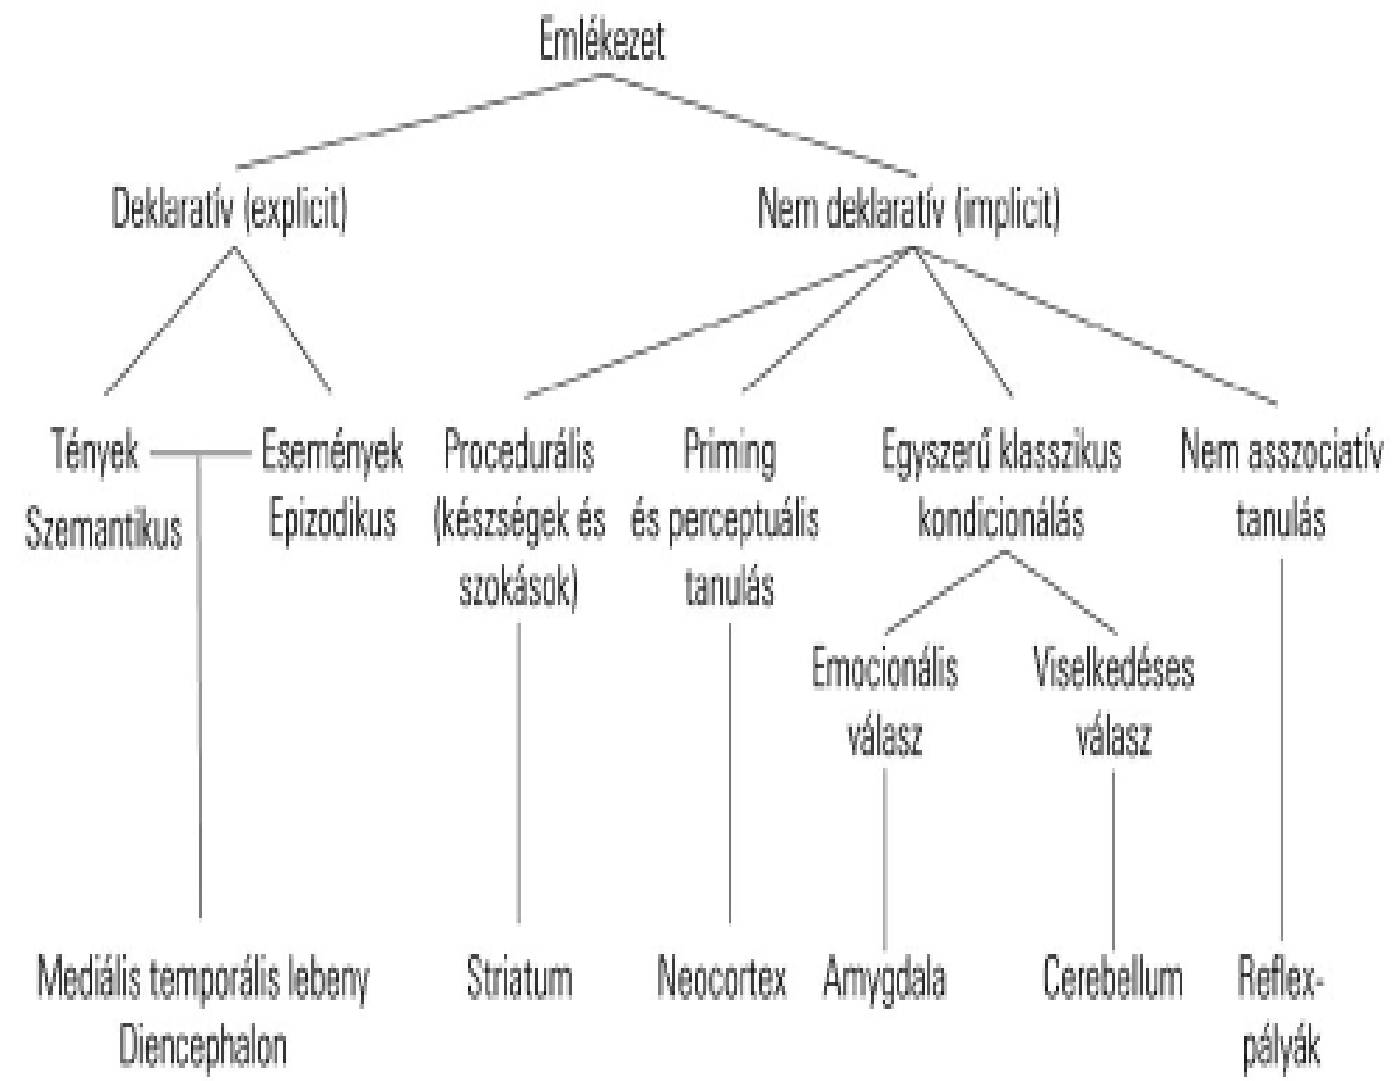 Emlékezet
Deklaratív (explicit)
Nem deklaratív (implicit)
Tények
Szemantikus
Események
Epizodikus
Procedurális
(készségek és
szokások)
Priming
és perceptuális
tanulás
Egyszerű klasszikus
kondicionálás
Nem asszociatív
tanulás
Emocionális
válasz
Viselkedéses
válasz
Mediális temporális lebeny
Diencephalon
Striatum
Neocortex
Amygdala
Cerebellum
Reflex-
pályák